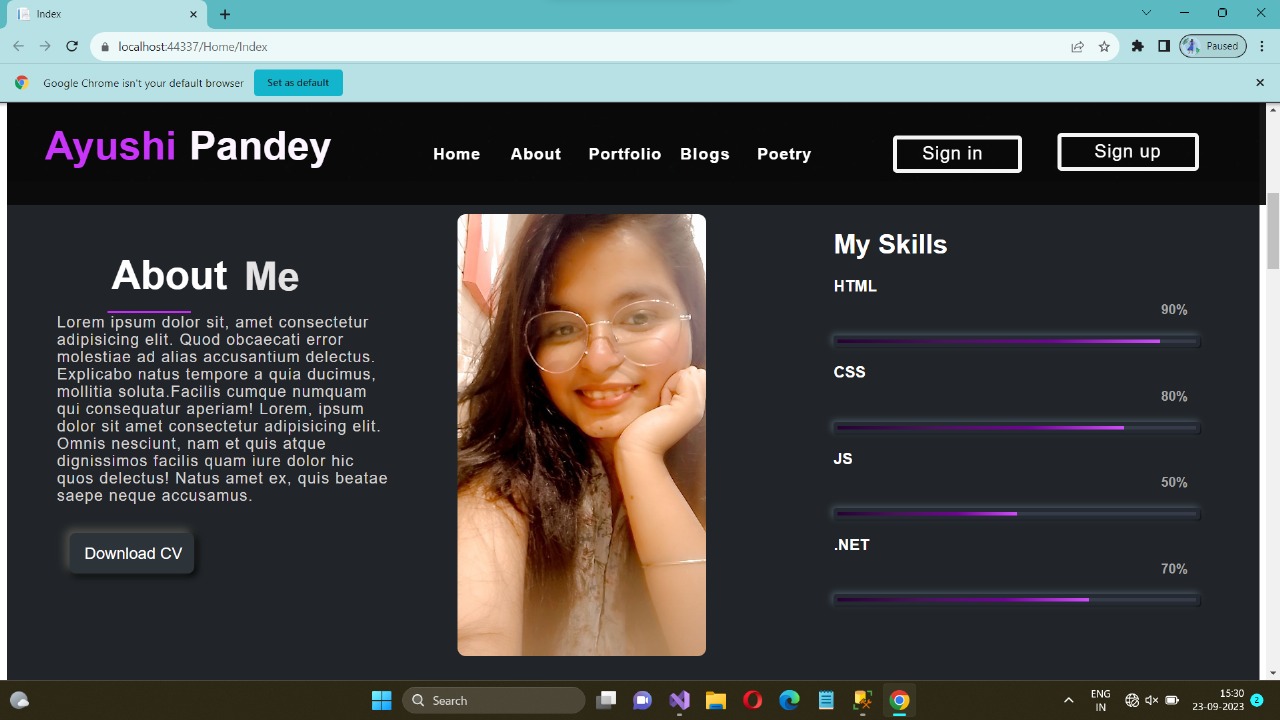 Index
localhost:44337/Home/Index
Paused
Google Chrome isn't your default browser
Set as default
Ayushi Pandey
Home About Portfolio Blogs Poetry
Sign in
Sign up
About Me
Lorem ipsum dolor sit, amet consectetur
adipisicing elit. Quod obcaecati error
molestiae ad alias accusantium delectus.
Explicabo natus tempore a quia ducimus,
mollitia soluta.Facilis cumque numquam
qui consequatur aperiam! Lorem, ipsum
dolor sit amet consectetur adipisicing elit.
Omnis nesciunt, nam et quis atque
dignissimos facilis quam iure dolor hic
quos delectus! Natus amet ex, quis beatae
saepe neque accusamus.
Download CV
My Skills
HTML
90%
CSS
80%
JS
50%
.NET
70%
Search
ENG
IN
15:30
23-09-2023
2